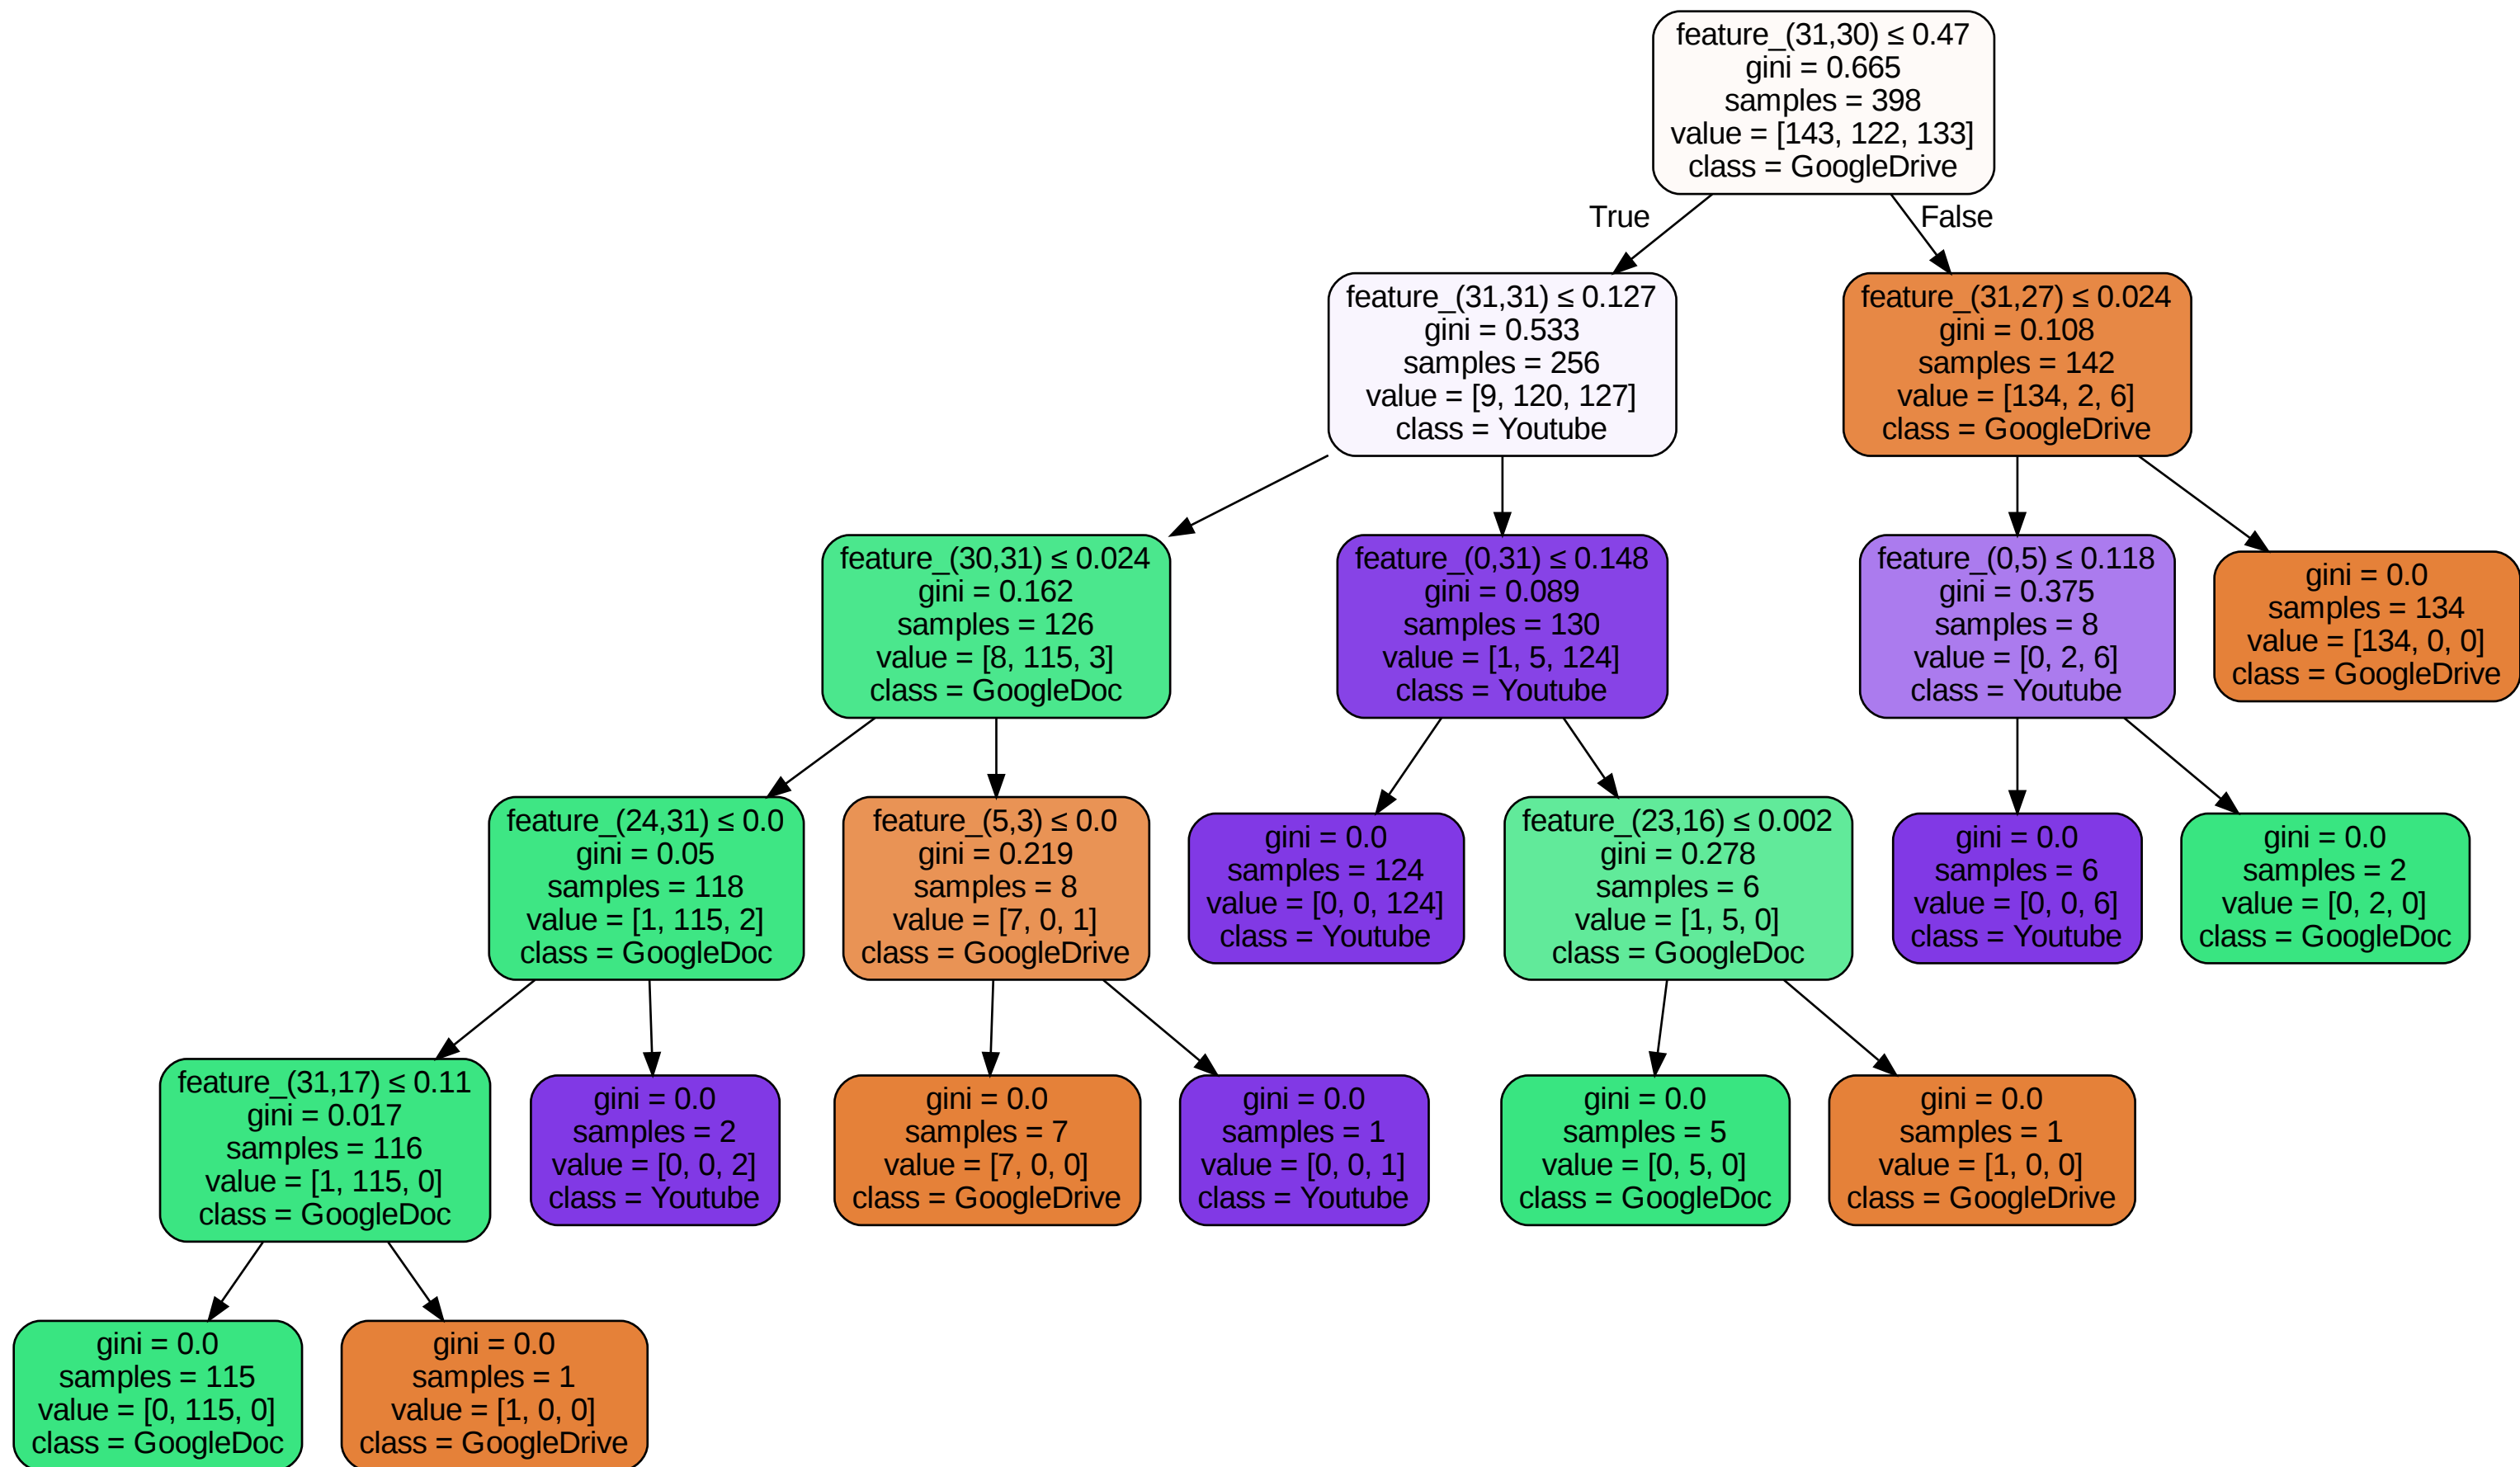 feature_(31,30) ≤ 0.47
gini = 0.665
samples = 398
value = [143, 122, 133]
class = GoogleDrive
True
False
feature_(31,31) ≤ 0.127
gini = 0.533
samples = 256
value = [9, 120, 127]
class = Youtube
feature_(31,27) ≤ 0.024
gini = 0.108
samples = 142
value = [134, 2, 6]
class = GoogleDrive
feature_(30,31) ≤ 0.024
gini = 0.162
samples = 126
value = [8, 115, 3]
class = GoogleDoc
feature_(0,31) ≤ 0.148
gini = 0.089
samples = 130
value = [1, 5, 124]
class = Youtube
feature_(0,5) ≤ 0.118
gini = 0.375
samples = 8
value = [0, 2, 6]
class = Youtube
gini = 0.0
samples = 134
value = [134, 0, 0]
class = GoogleDrive
feature_(24,31) ≤ 0.0
gini = 0.05
samples = 118
value = [1, 115, 2]
class = GoogleDoc
feature_(5,3) ≤ 0.0
gini = 0.219
samples = 8
value = [7, 0, 1]
class = GoogleDrive
gini = 0.0
samples = 124
value = [0, 0, 124]
class = Youtube
feature_(23,16) ≤ 0.002
gini = 0.278
samples = 6
value = [1, 5, 0]
class = GoogleDoc
gini = 0.0
samples = 6
value = [0, 0, 6]
class = Youtube
gini = 0.0
samples = 2
value = [0, 2, 0]
class = GoogleDoc
feature_(31,17) ≤ 0.11
gini = 0.017
samples = 116
value = [1, 115, 0]
class = GoogleDoc
gini = 0.0
samples = 2
value = [0, 0, 2]
class = Youtube
gini = 0.0
samples = 7
value = [7, 0, 0]
class = GoogleDrive
gini = 0.0
samples = 1
value = [0, 0, 1]
class = Youtube
gini = 0.0
samples = 5
value = [0, 5, 0]
class = GoogleDoc
gini = 0.0
samples = 1
value = [1, 0, 0]
class = GoogleDrive
gini = 0.0
samples = 115
value = [0, 115, 0]
class = GoogleDoc
gini = 0.0
samples = 1
value = [1, 0, 0]
class = GoogleDrive